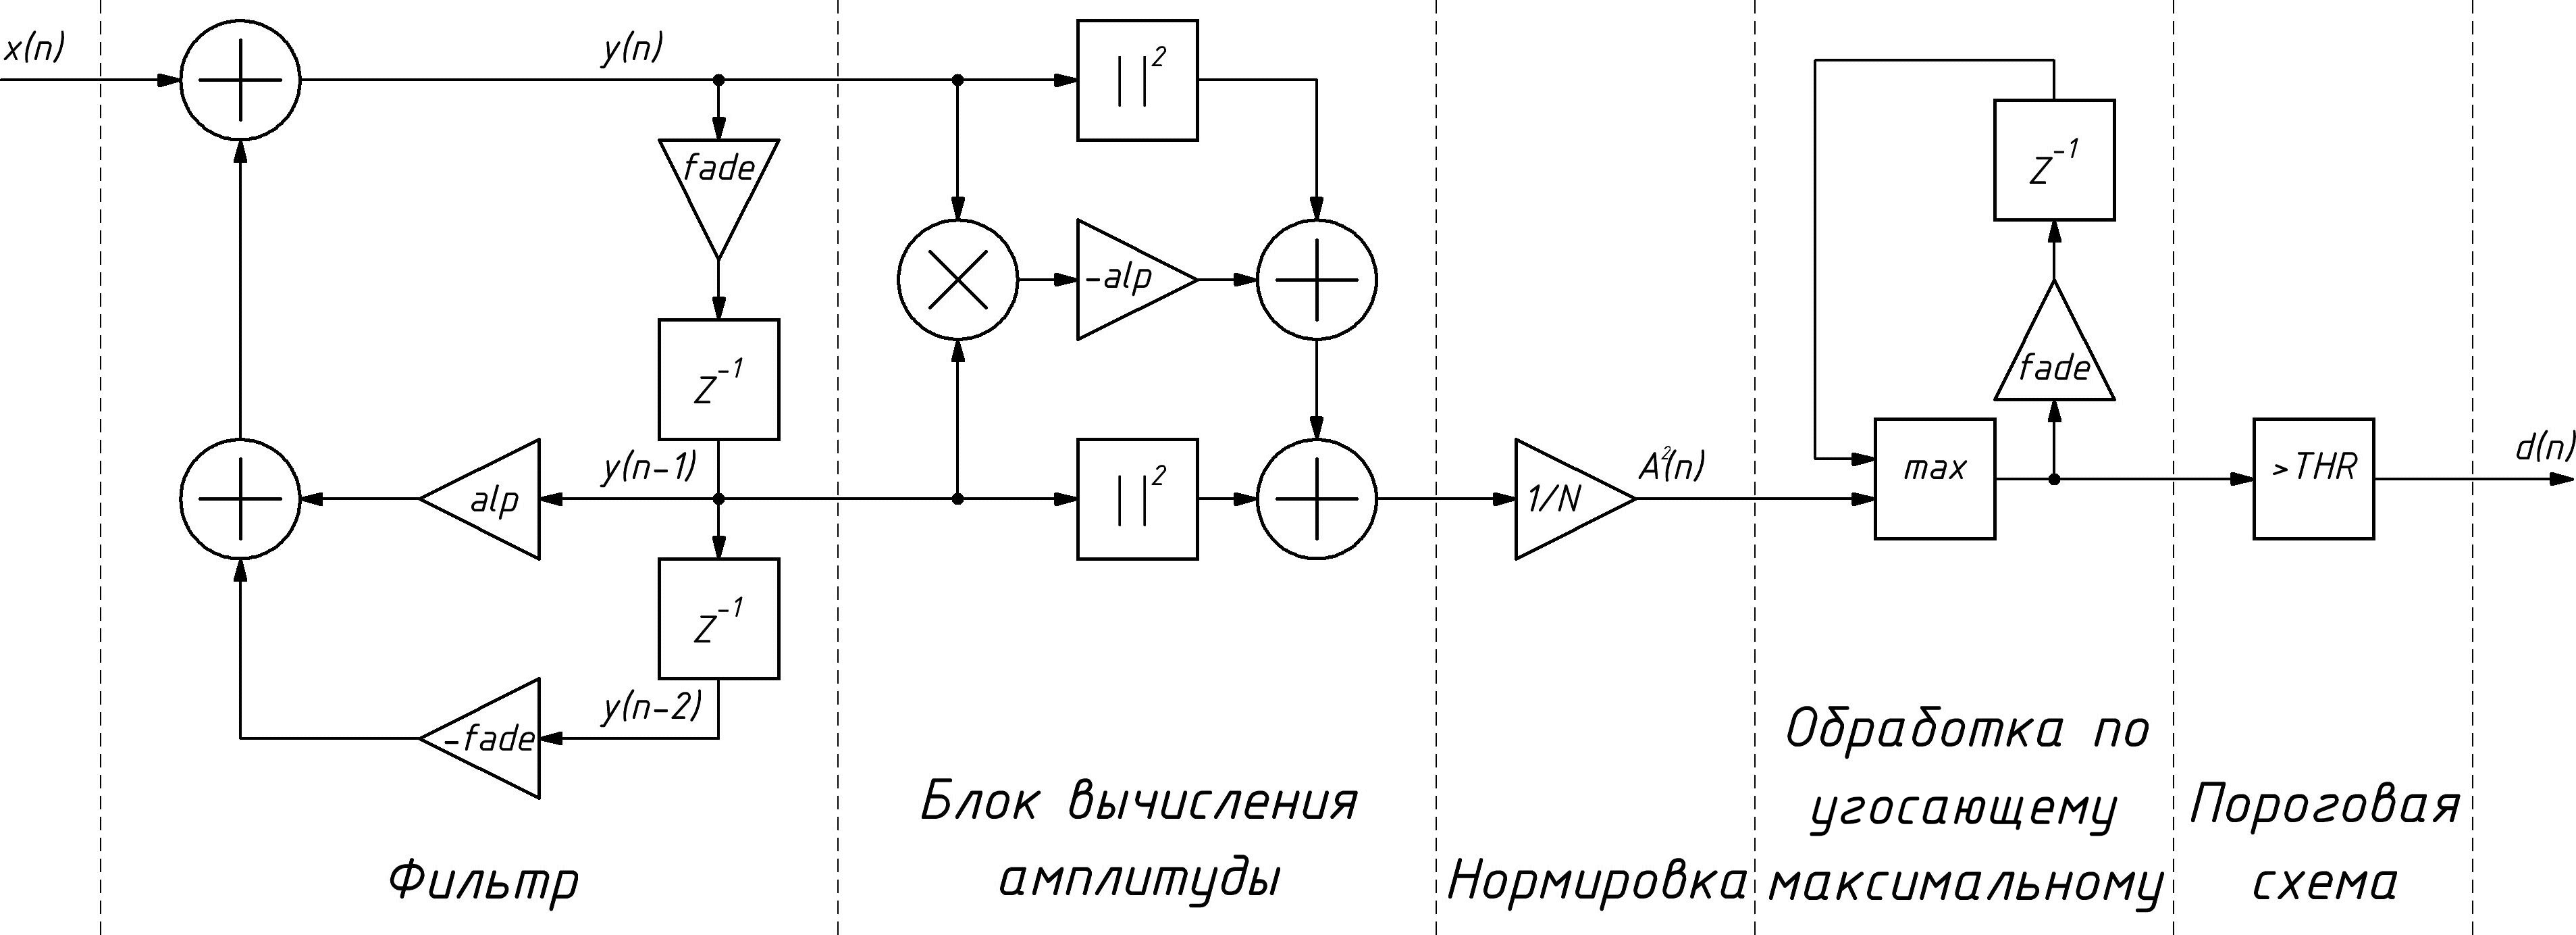 x(n)
y(n)
| |²
fade
z⁻¹
-alp
z⁻¹
fade
y(n-1)
alp
| |²
1/N
A²(n)
max
>THR
d(n)
z⁻¹
y(n-2)
-fade
Фильтр
Блок вычисления
амплитуды
Нормировка
Обработка по
угосающему
максимальному
Пороговая
схема